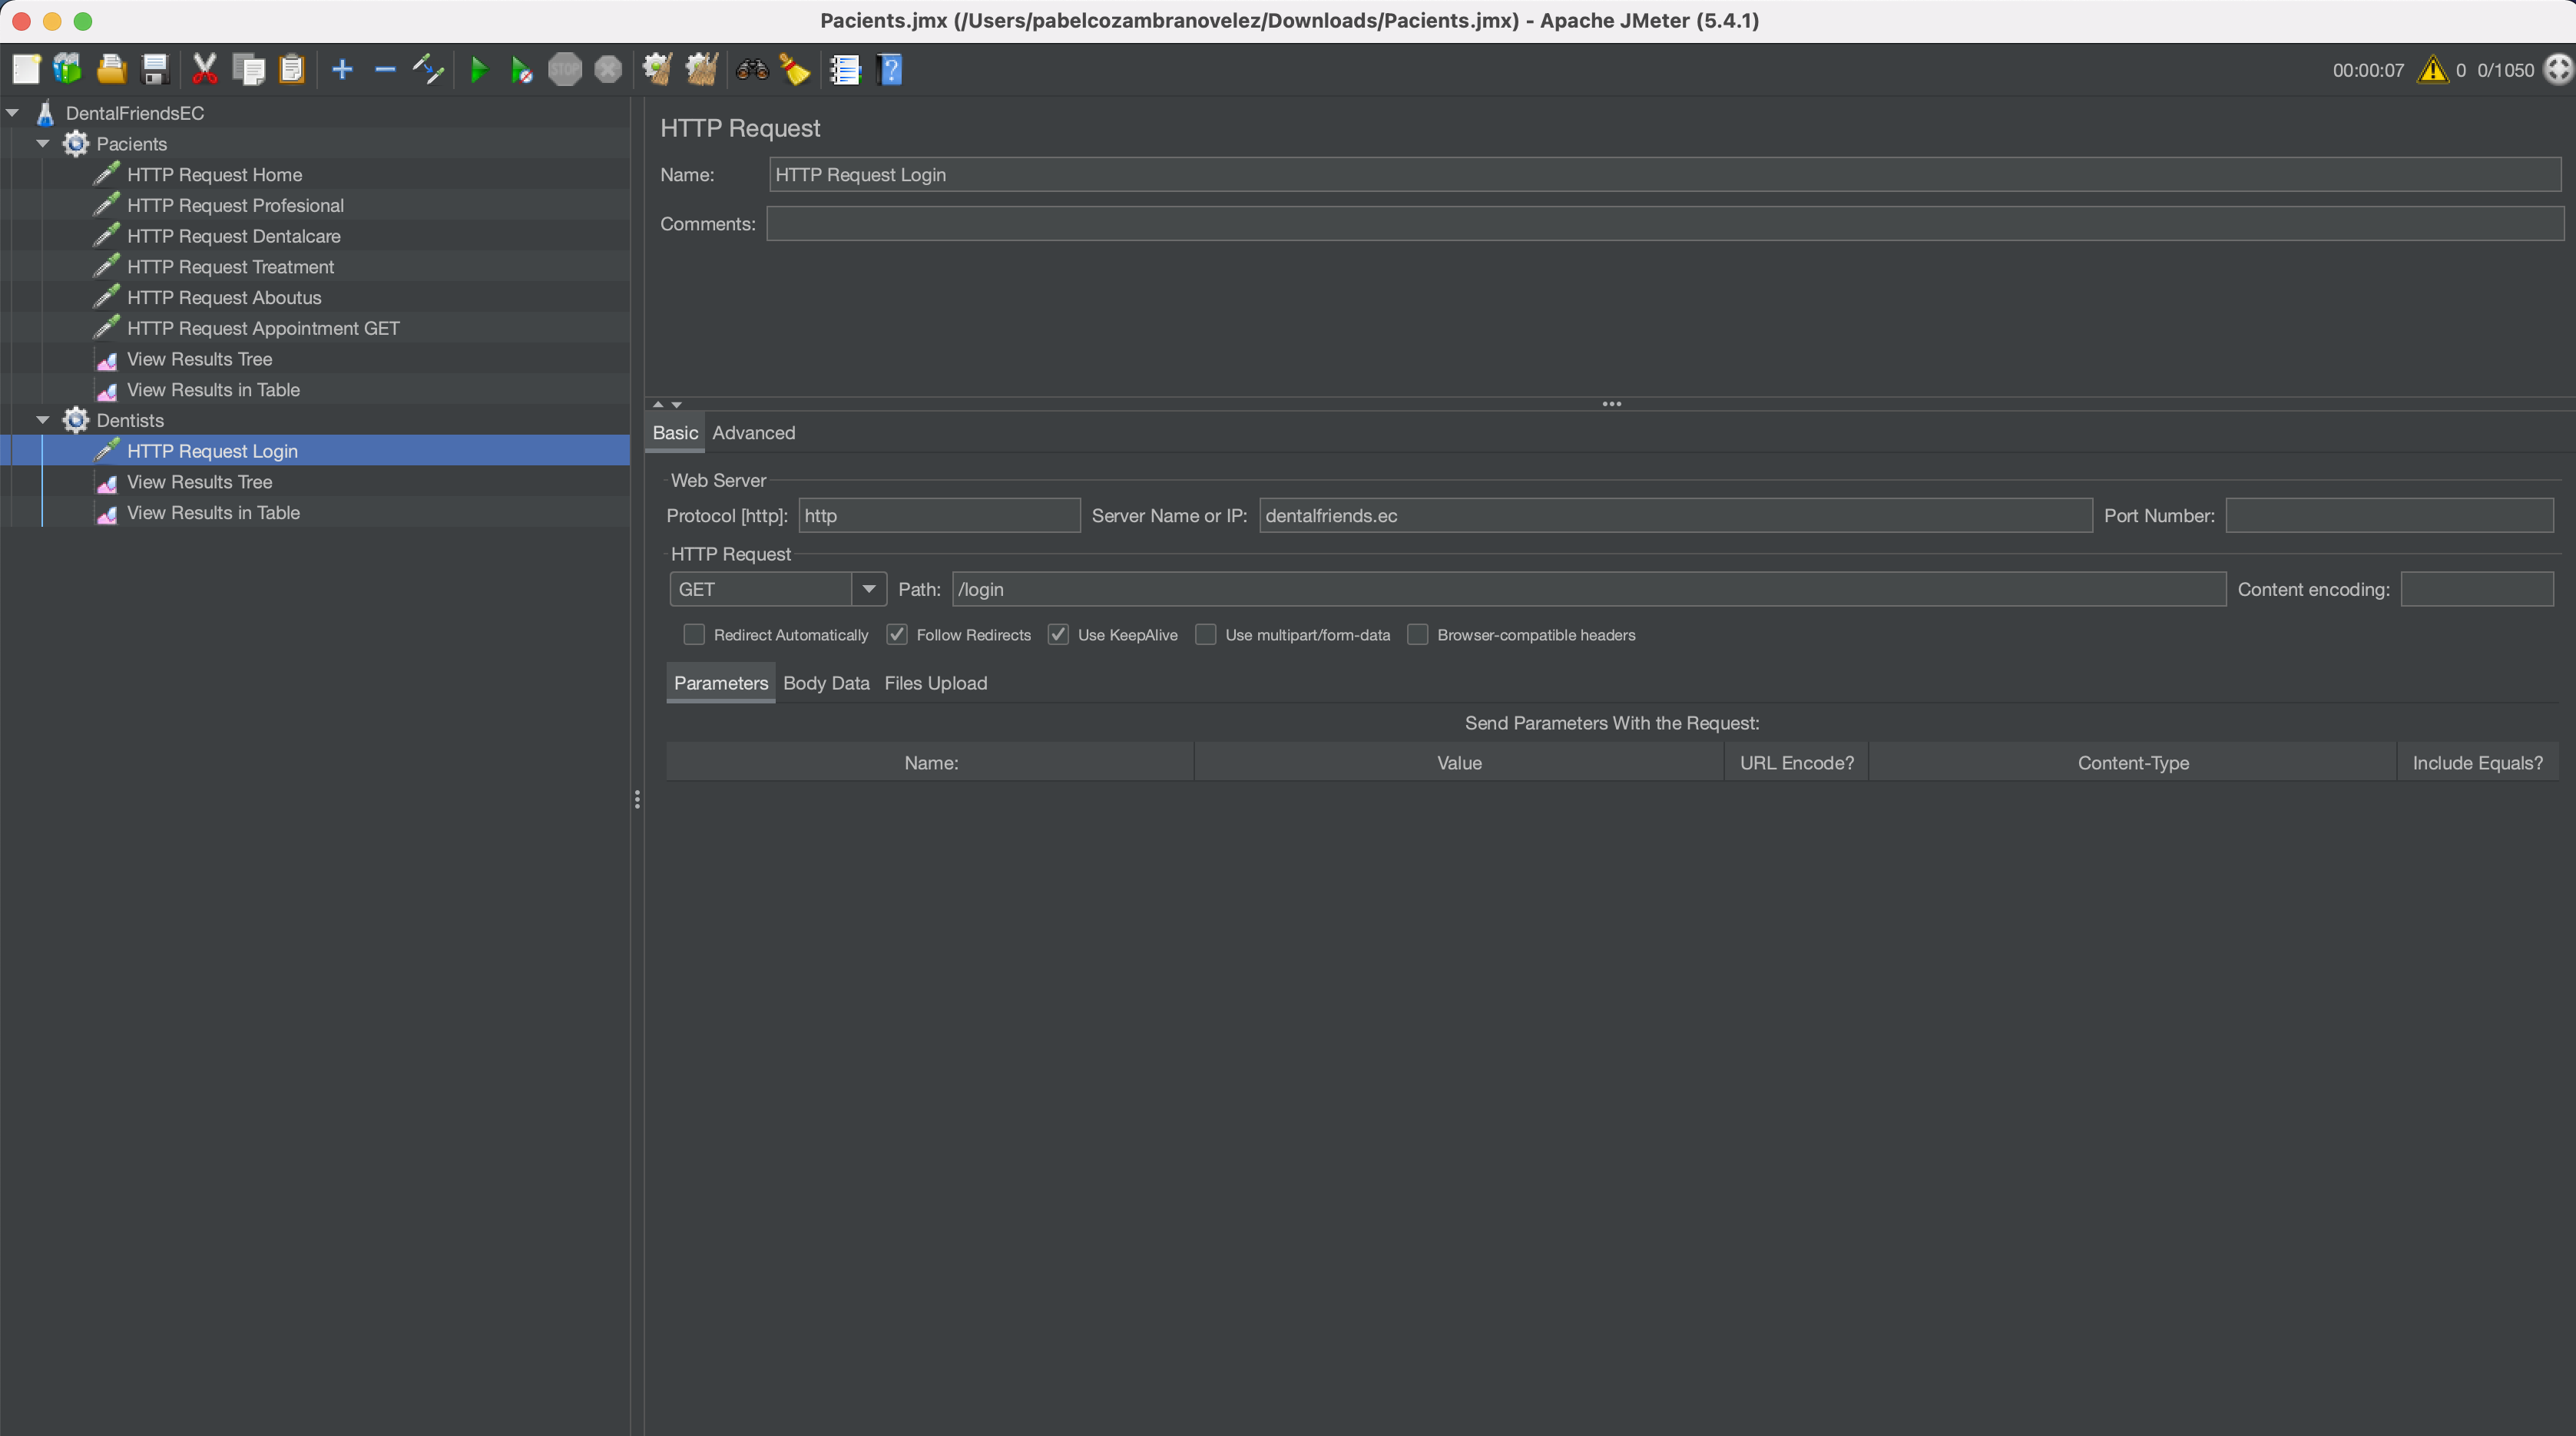 Pacients.jmx (/Users/pabelcozambranovelez/Downloads/Pacients.jmx) - Apache JMeter (5.4.1)
STOP
?
00:00:07 0 0/1050
DentalFriendsEC
Pacients
HTTP Request Home
HTTP Request Profesional
HTTP Request Dentalcare
HTTP Request Treatment
HTTP Request Aboutus
HTTP Request Appointment GET
View Results Tree
View Results in Table
Dentists
HTTP Request Login
View Results Tree
View Results in Table
HTTP Request
Name: HTTP Request Login
Comments:
Basic Advanced
Web Server
Protocol [http]: http Server Name or IP: dentalfriends.ec Port Number:
HTTP Request
GET Path: /login Content encoding:
Redirect Automatically Follow Redirects Use KeepAlive Use multipart/form-data Browser-compatible headers
Parameters Body Data Files Upload
Send Parameters With the Request:
Name: Value URL Encode? Content-Type Include Equals?